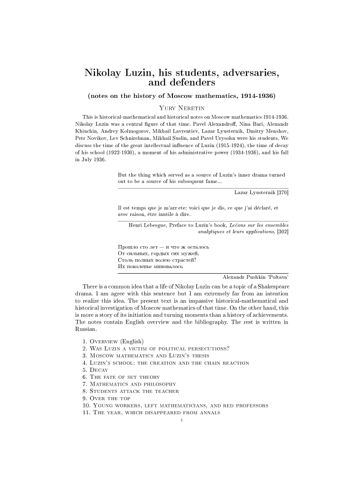 Nikolay Luzin, his students, adversaries,
and defenders
(notes on the history of Moscow mathematics, 1914-1936)
Yury Neretin
This is historical-mathematical and historical notes on Moscow mathematics 1914-1936.
Nikolay Luzin was a central figure of that time. Pavel Alexandroff, Nina Bari, Alexandr
Khinchin, Andrey Kolmogorov, Mikhail Lavrentiev, Lazar Lyusternik, Dmitry Menshov,
Petr Novikov, Lev Schnirelman, Mikhail Suslin, and Pavel Urysohn were his students. We
discuss the time of the great intellectual influence of Luzin (1915-1924), the time of decay
of his school (1922-1930), a moment of his administrative power (1934-1936), and his fall
in July 1936.
But the thing which served as a source of Luzin's inner drama turned
out to be a source of his subsequent fame...
Lazar Lyusternik [270]
Il est temps que je m'arrete: voici que je dis, ce que j'ai déclaré, et
avec raison, être inutile à dire.
Henri Lebesgue, Preface to Luzin's book, Leçons sur les ensembles
analytiques et leurs applications, [302]
Прошло сто лет — и что ж осталось
От сильных, гордых сих мужей,
Столь полных волею страстей?
Их поколенье миновалось
Alexandr Pushkin 'Poltava'
There is a common idea that a life of Nikolay Luzin can be a topic of a Shakespeare
drama. I am agree with this sentence but I am extremely far from an intention
to realize this idea. The present text is an impassive historical-mathematical and
historical investigation of Moscow mathematics of that time. On the other hand, this
is more a story of its initiation and turning moments than a history of achievements.
The notes contain English overview and the bibliography. The rest is written in
Russian.
1. Overview (English)
2. Was Luzin a victim of political persecutions?
3. Moscow mathematics and Luzin's thesis
4. Luzin's school: the creation and the chain reaction
5. Decay
6. The fate of set theory
7. Mathematics and philosophy
8. Students attack the teacher
9. Over the top
10. Young workers, left mathematicians, and red professors
11. The year, which disappeared from annals
1